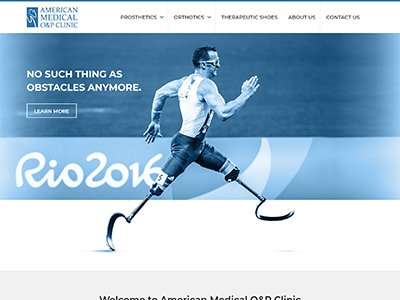 AMERICAN
MEDICAL
O&P CLINIC
PROSTHETICS ORTHOTICS THERAPEUTIC SHOES ABOUT US CONTACT US
NO SUCH THING AS
OBSTACLES ANYMORE.
LEARN MORE
Rio2016
Welcome to American Medical O&P Clinic